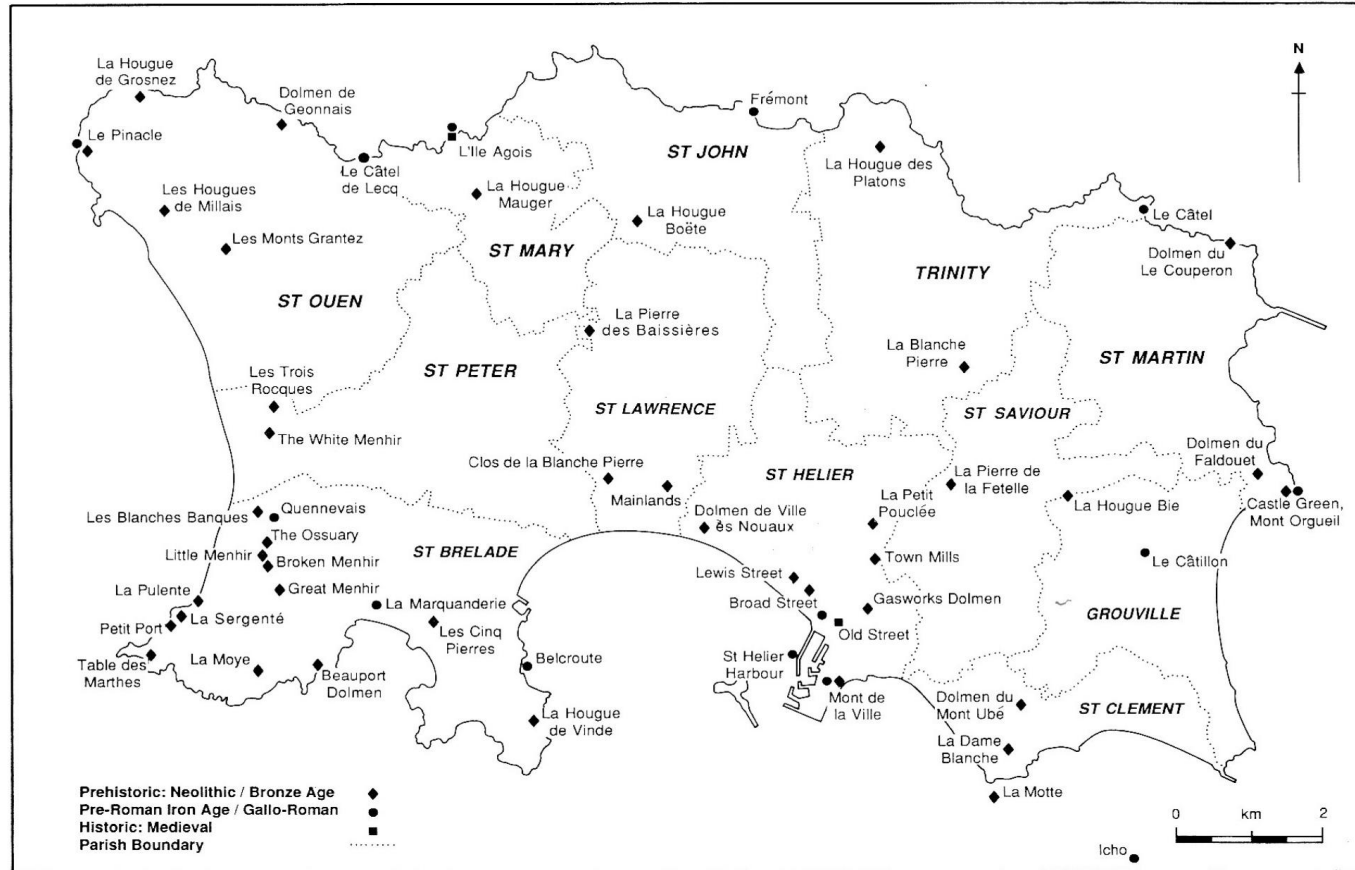 N
La Hougue
de Grosnez
Dolmen de
Geonnais
Frémont
Le Pinacle
L'Ile Agois
ST JOHN
La Hougue des
Platons
Le Câtel
de Lecq
Les Hougues
de Millais
La Hougue
Mauger
La Hougue
Boëte
Le Câtel
Les Monts Grantez
ST MARY
Dolmen du
Le Couperon
TRINITY
ST OUEN
La Pierre
des Baissières
La Blanche
Pierre
ST MARTIN
ST PETER
Les Trois
Rocques
ST LAWRENCE
ST SAVIOUR
The White Menhir
Dolmen du
Faldouet
Clos de la Blanche Pierre
Mainlands
ST HELIER
La Pierre de
la Fetelle
La Petit
Pouclée
La Hougue Bie
Castle Green,
Mont Orgueil
Les Blanches Banques
Quennevais
Dolmen de Ville
ès Nouaux
The Ossuary
ST BRELADE
Little Menhir
Broken Menhir
Town Mills
Le Câtillon
Great Menhir
Lewis Street
La Pulente
Broad Street
Gasworks Dolmen
La Marquanderie
GROUVILLE
La Sergenté
Petit Port
Les Cinq
Pierres
Old Street
Table des
Marthes
La Moye
Beauport
Dolmen
Belcroute
St Helier
Harbour
Mont de
la Ville
Dolmen du
Mont Ubé
ST CLEMENT
La Hougue
de Vinde
La Dame
Blanche
La Motte
Prehistoric: Neolithic / Bronze Age
Pre-Roman Iron Age / Gallo-Roman
Historic: Medieval
Parish Boundary
0 km 2
Icho